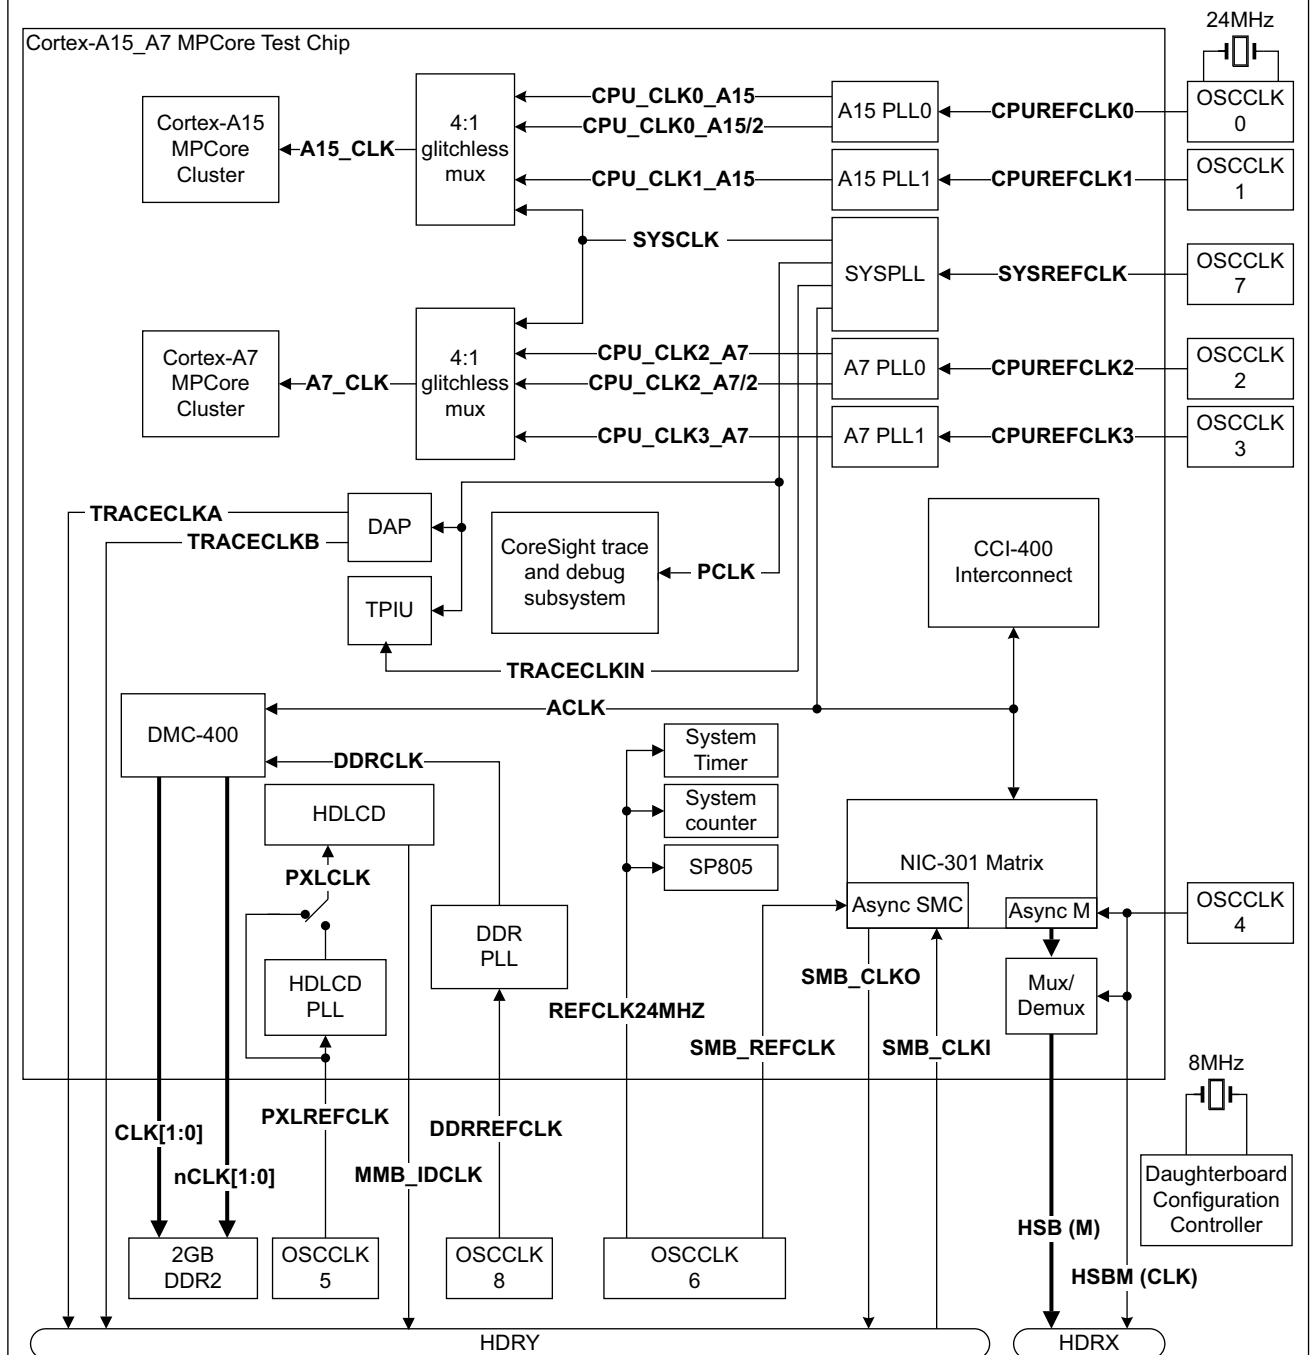 24MHz
Cortex-A15_A7 MPCore Test Chip
Cortex-A15
MPCore
Cluster
A15_CLK
4:1
glitchless
mux
CPU_CLK0_A15
CPU_CLK0_A15/2
CPU_CLK1_A15
A15 PLL0
A15 PLL1
CPUREFCLK0
CPUREFCLK1
OSCCLK
0
OSCCLK
1
SYSCLK
SYSPLL
SYSREFCLK
OSCCLK
7
Cortex-A7
MPCore
Cluster
A7_CLK
4:1
glitchless
mux
CPU_CLK2_A7
CPU_CLK2_A7/2
CPU_CLK3_A7
A7 PLL0
A7 PLL1
CPUREFCLK2
CPUREFCLK3
OSCCLK
2
OSCCLK
3
TRACECLKA
TRACECLKB
DAP
TPIU
CoreSight trace
and debug
subsystem
PCLK
CCI-400
Interconnect
TRACECLKIN
ACLK
DMC-400
DDRCLK
System
Timer
System
counter
SP805
HDLCD
PXLCLK
HDLCD
PLL
DDR
PLL
NIC-301 Matrix
Async SMC
Async M
OSCCLK
4
SMB_CLKO
Mux/
Demux
REFCLK24MHZ
SMB_REFCLK
SMB_CLKI
8MHz
PXLREFCLK
DDRREFCLK
CLK[1:0]
nCLK[1:0]
MMB_IDCLK
Daughterboard
Configuration
Controller
HSB (M)
HSBM (CLK)
2GB
DDR2
OSCCLK
5
OSCCLK
8
OSCCLK
6
HDRY
HDRX